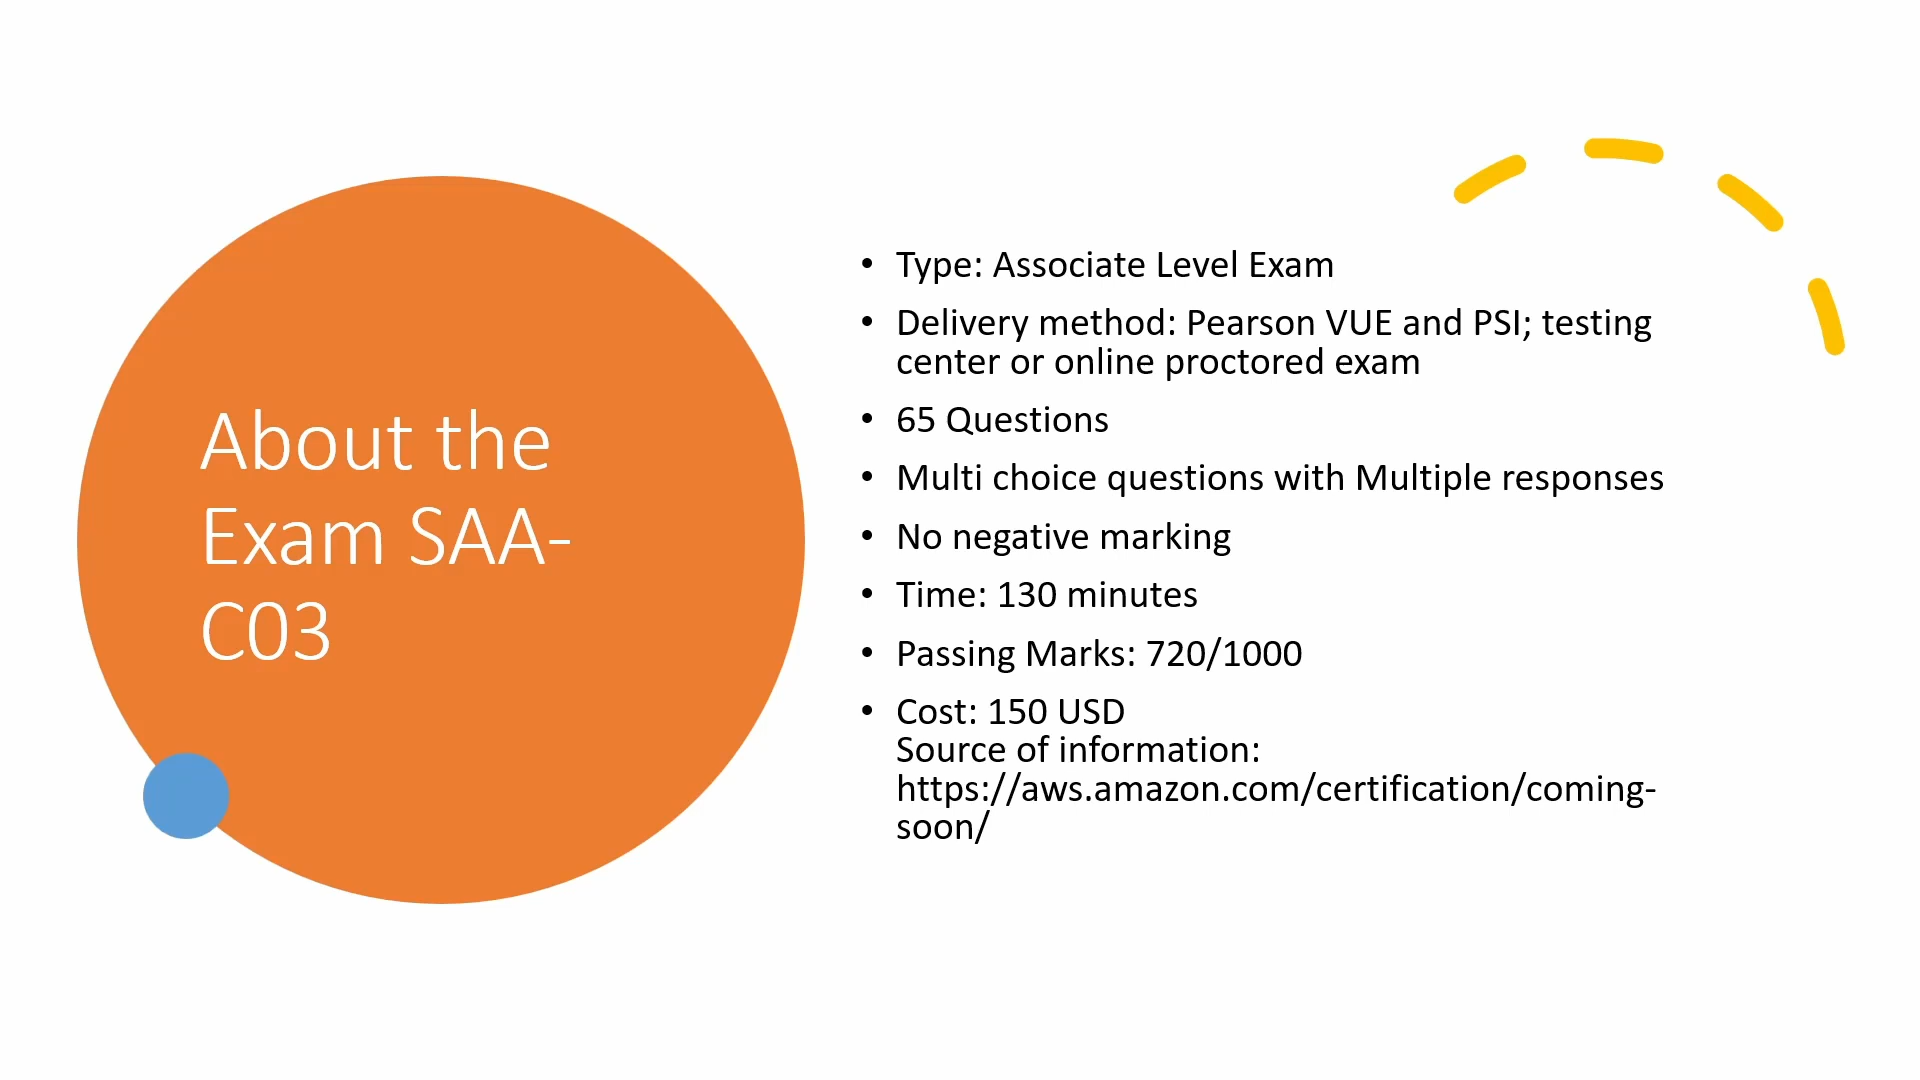 About the
Exam SAA-
C03
• Type: Associate Level Exam
• Delivery method: Pearson VUE and PSI; testing
center or online proctored exam
• 65 Questions
• Multi choice questions with Multiple responses
• No negative marking
• Time: 130 minutes
• Passing Marks: 720/1000
• Cost: 150 USD
Source of information:
https://aws.amazon.com/certification/coming-
soon/